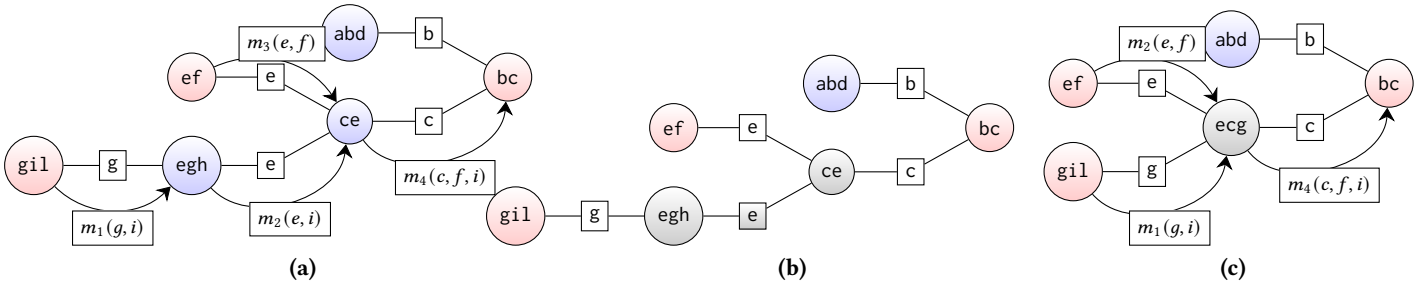 abd
b
m₃(e, f)
ef
e
bc
ce
c
gil
g
egh
e
m₄(c, f, i)
m₁(g, i)
m₂(e, i)
(a)
abd
b
ef
e
bc
ce
c
gil
g
egh
e
(b)
abd
b
m₂(e, f)
ef
e
bc
ecg
c
gil
g
m₄(c, f, i)
m₁(g, i)
(c)